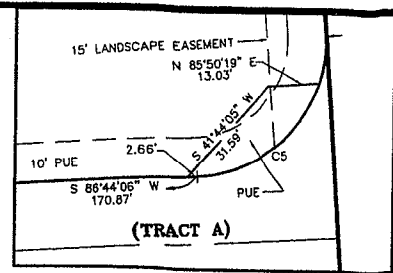 15' LANDSCAPE EASEMENT
N 85°50'19" E
13.03'
S 41°44'05" W
31.59'
10' PUE
2.66'
C5
S 86°44'06" W
170.87'
PUE
(TRACT A)